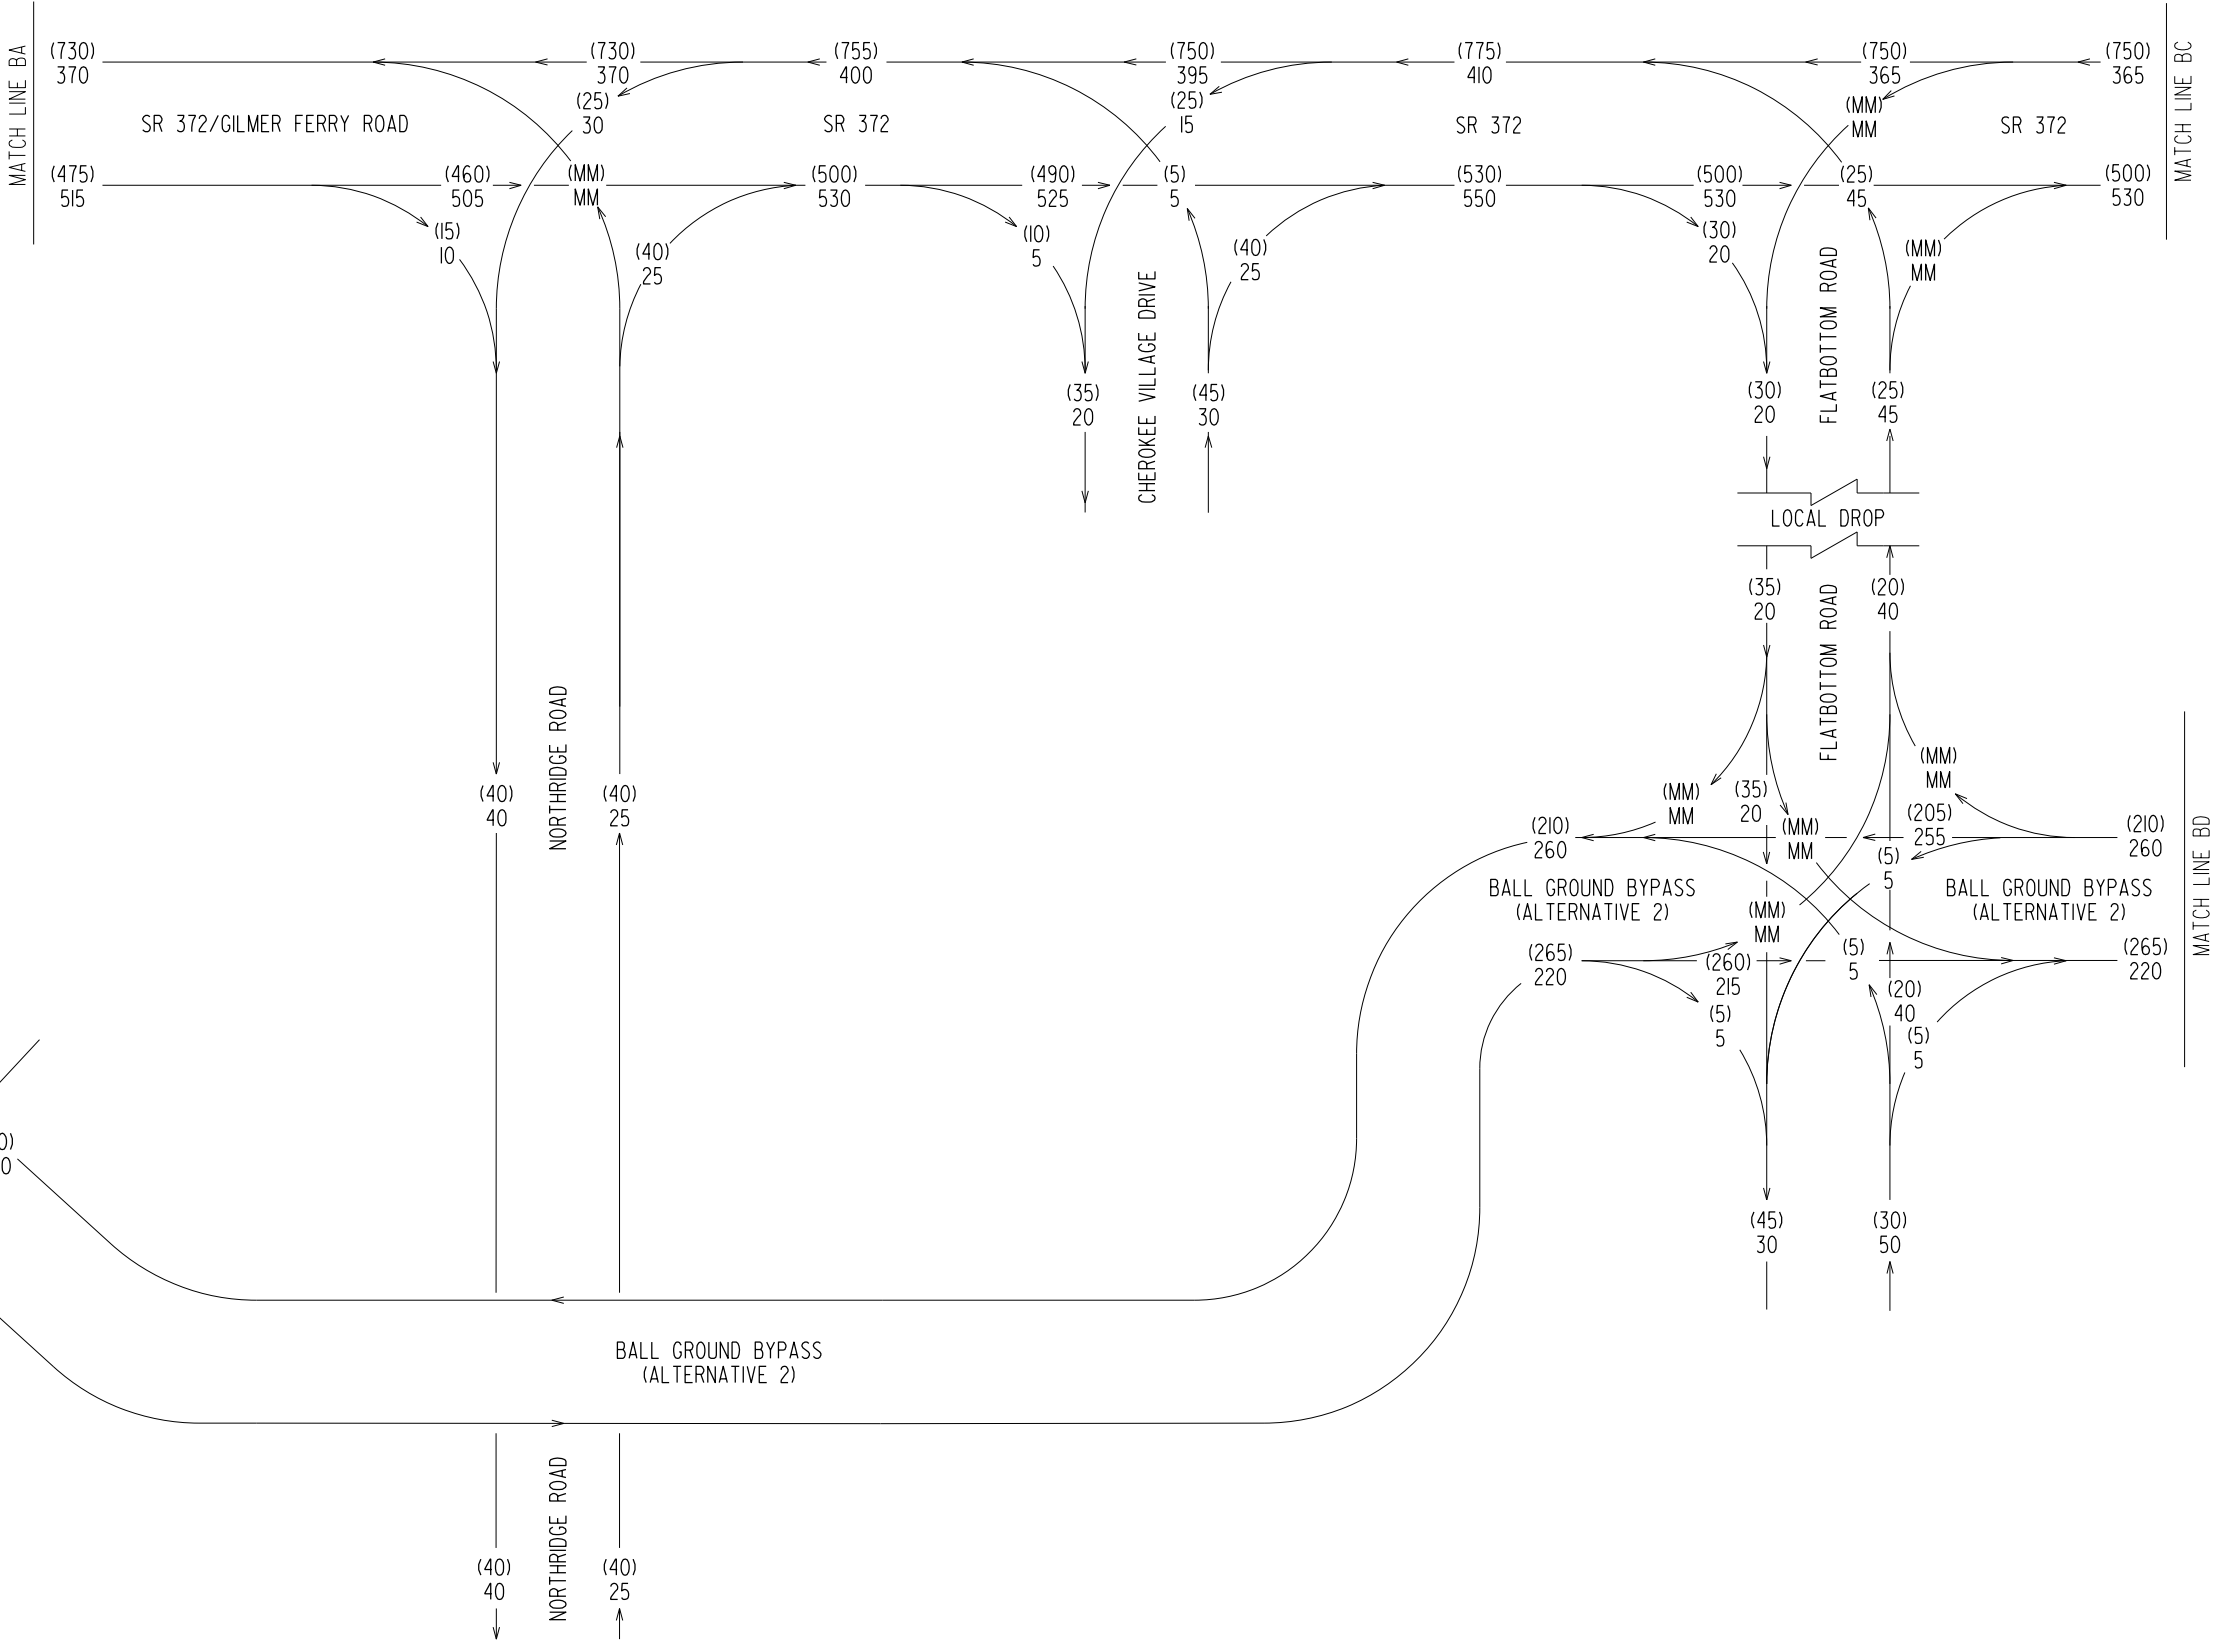 MATCH LINE BA
(730)
370
(730)
370
(755)
400
(750)
395
(775)
410
(750)
365
(750)
365
MATCH LINE BC
(25)
30
(25)
15
(MM)
MM
SR 372/GILMER FERRY ROAD
SR 372
SR 372
SR 372
(475)
515
(460)
505
(MM)
MM
(500)
530
(490)
525
(5)
5
(530)
550
(500)
530
(25)
45
(500)
530
(15)
10
(40)
25
(10)
5
(40)
25
(30)
20
(MM)
MM
CHEROKEE VILLAGE DRIVE
FLATBOTTOM ROAD
(35)
20
(45)
30
(30)
20
(25)
45
LOCAL DROP
(35)
20
(20)
40
FLATBOTTOM ROAD
NORTHRIDGE ROAD
(40)
40
(40)
25
(MM)
MM
(MM)
MM
(35)
20
(MM)
MM
(210)
260
(205)
255
(210)
260
(5)
5
MATCH LINE BD
BALL GROUND BYPASS
(ALTERNATIVE 2)
BALL GROUND BYPASS
(ALTERNATIVE 2)
(MM)
MM
(265)
220
(260)
215
(5)
5
(265)
220
(5)
5
(20)
40
(5)
5
0)
0
(45)
30
(30)
50
BALL GROUND BYPASS
(ALTERNATIVE 2)
NORTHRIDGE ROAD
(40)
40
(40)
25